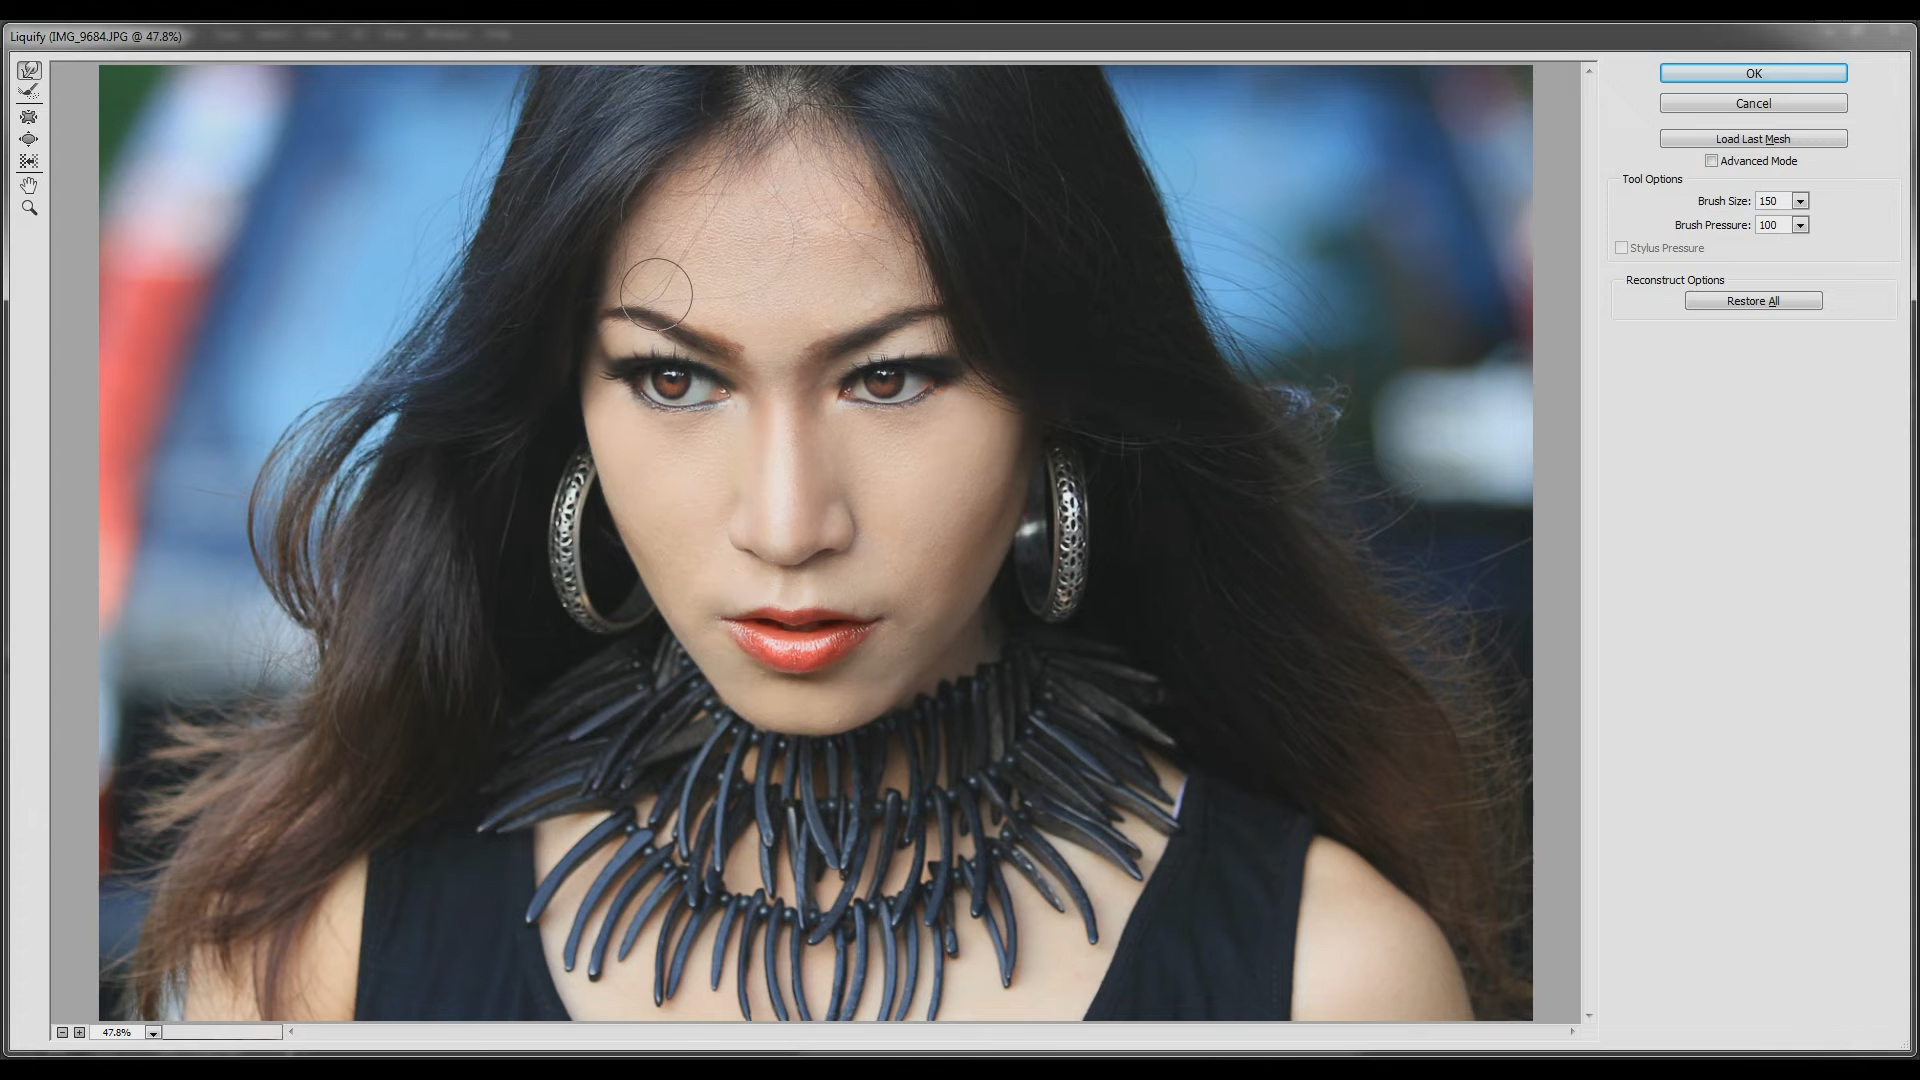 Liquify (IMG_9684.JPG @ 47.8%)
OK
Cancel
Load Last Mesh
Advanced Mode
Tool Options
Brush Size: 150
Brush Pressure: 100
Stylus Pressure
Reconstruct Options
Restore All
47.8%